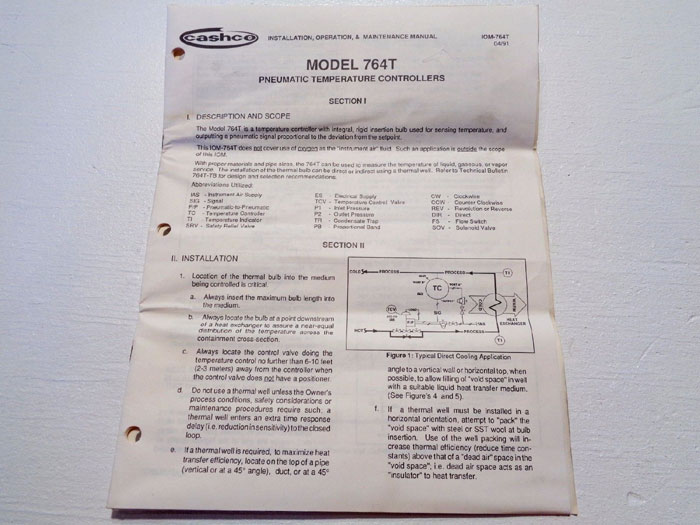 cashco
INSTALLATION, OPERATION, & MAINTENANCE MANUAL
IOM-764T
04/91
MODEL 764T
PNEUMATIC TEMPERATURE CONTROLLERS
SECTION I
I. DESCRIPTION AND SCOPE
The Model 764T is a temperature controller with integral, rigid insertion bulb used for sensing temperature, and
outputting a pneumatic signal proportional to the deviation from the setpoint.
This IOM-764T does not cover use of oxygen as the "instrument air" fluid. Such an application is outside the scope
of this IOM.
With proper materials and pipe sizes, the 764T can be used to measure the temperature of liquid, gaseous, or vapor
service. The installation of the thermal bulb can be direct or indirect using a thermal well. Refer to Technical Bulletin
764T-TB for design and selection recommendations.
Abbreviations Utilized:
IAS - Instrument Air Supply
SIG - Signal
P/P - Pneumatic-to-Pneumatic
TC - Temperature Controller
TI - Temperature Indicator
SRV - Safety Relief Valve
ES - Electrical Supply
TCV - Temperature Control Valve
P1 - Inlet Pressure
P2 - Outlet Pressure
TR - Condensate Trap
PB - Proportional Band
CW - Clockwise
CCW - Counter Clockwise
REV - Revolution or Reverse
DIR - Direct
FS - Flow Switch
SOV - Solenoid Valve
SECTION II
II. INSTALLATION
1. Location of the thermal bulb into the medium
being controlled is critical.
a. Always insert the maximum bulb length into
the medium.
b. Always locate the bulb at a point downstream
of a heat exchanger to assure a near-equal
distribution of the temperature across the
containment cross-section.
c. Always locate the control valve doing the
temperature control no further than 6-10 feet
(2-3 meters) away from the controller when
the control valve does not have a positioner.
d. Do not use a thermal well unless the Owner's
process conditions, safety considerations or
maintenance procedures require such; a
thermal well enters an extra time response
delay (i.e. reduction in sensitivity) to the closed
loop.
e. If a thermal well is required, to maximize heat
transfer efficiency, locate on the top of a pipe
(vertical or at a 45° angle), duct, or at a 45°
COLD
PROCESS
PROCESS
TI
TC
SIG
TCV
IAS
COLD
WARM
HEAT
EXCHANGER
HOT
PROCESS
TI
Figure 1: Typical Direct Cooling Application
angle to a vertical wall or horizontal top, when
possible, to allow filling of "void space" in well
with a suitable liquid heat transfer medium.
(See Figure's 4 and 5).
f. If a thermal well must be installed in a
horizontal orientation, attempt to "pack" the
"void space" with steel or SST wool at bulb
insertion. Use of the well packing will in-
crease thermal efficiency (reduce time con-
stants) above that of a "dead air" space in the
"void space"; i.e. dead air space acts as an
"insulator" to heat transfer.